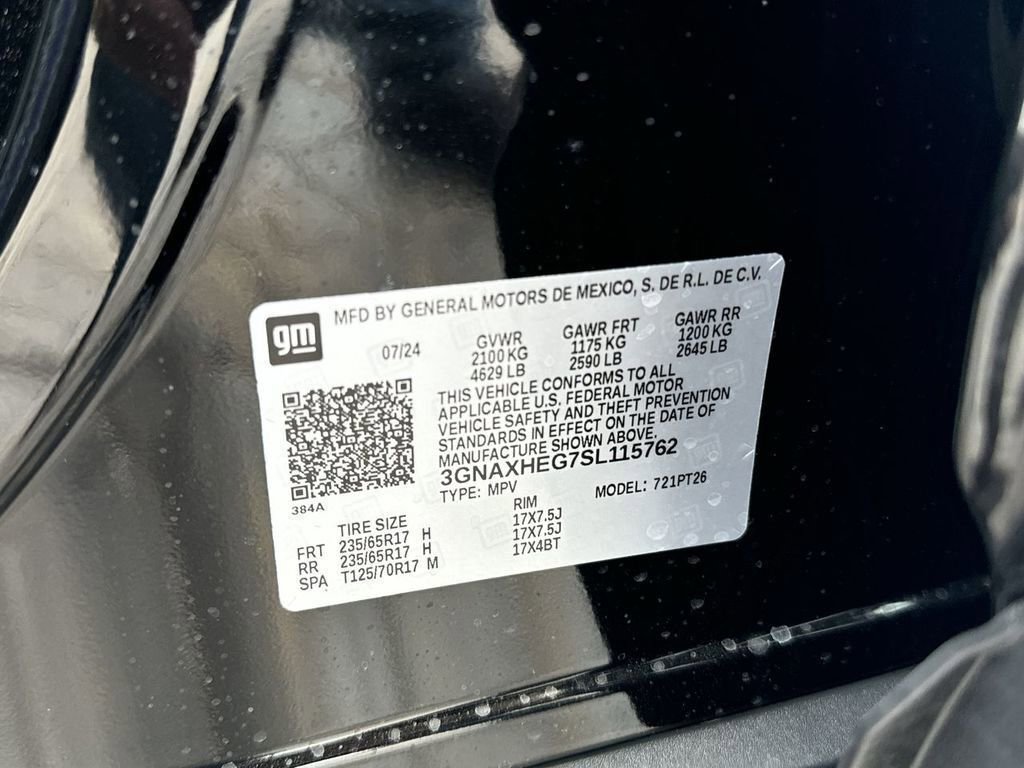 gm
MFD BY GENERAL MOTORS DE MEXICO, S. DE R.L. DE C.V.
07/24 GVWR GAWR FRT GAWR RR
2100 KG 1175 KG 1200 KG
4629 LB 2590 LB 2645 LB
THIS VEHICLE CONFORMS TO ALL
APPLICABLE U.S. FEDERAL MOTOR
VEHICLE SAFETY AND THEFT PREVENTION
STANDARDS IN EFFECT ON THE DATE OF
MANUFACTURE SHOWN ABOVE.
3GNAXHEG7SL115762
TYPE: MPV MODEL: 721PT26
384A
TIRE SIZE RIM
FRT 235/65R17 H 17X7.5J
RR 235/65R17 H 17X7.5J
SPA T125/70R17 M 17X4BT